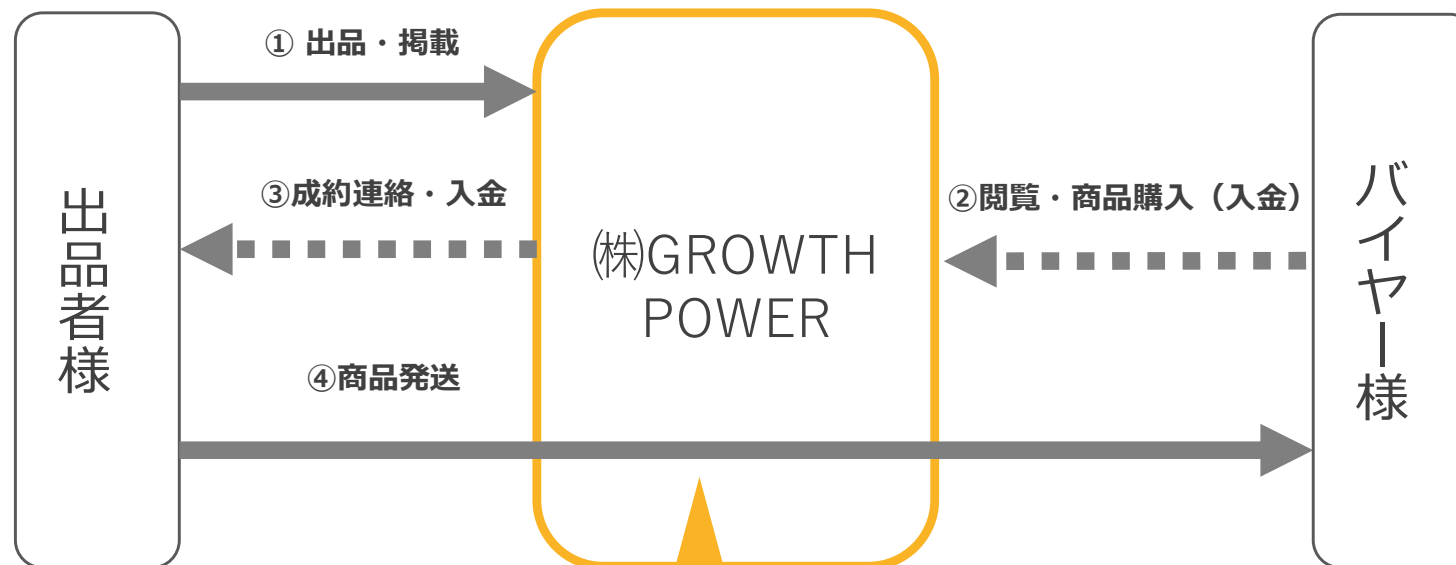 ① 出品・掲載
③成約連絡・入金
②閲覧・商品購入（入金）
出品者様
㈱GROWTH
POWER
バイヤー様
④商品発送